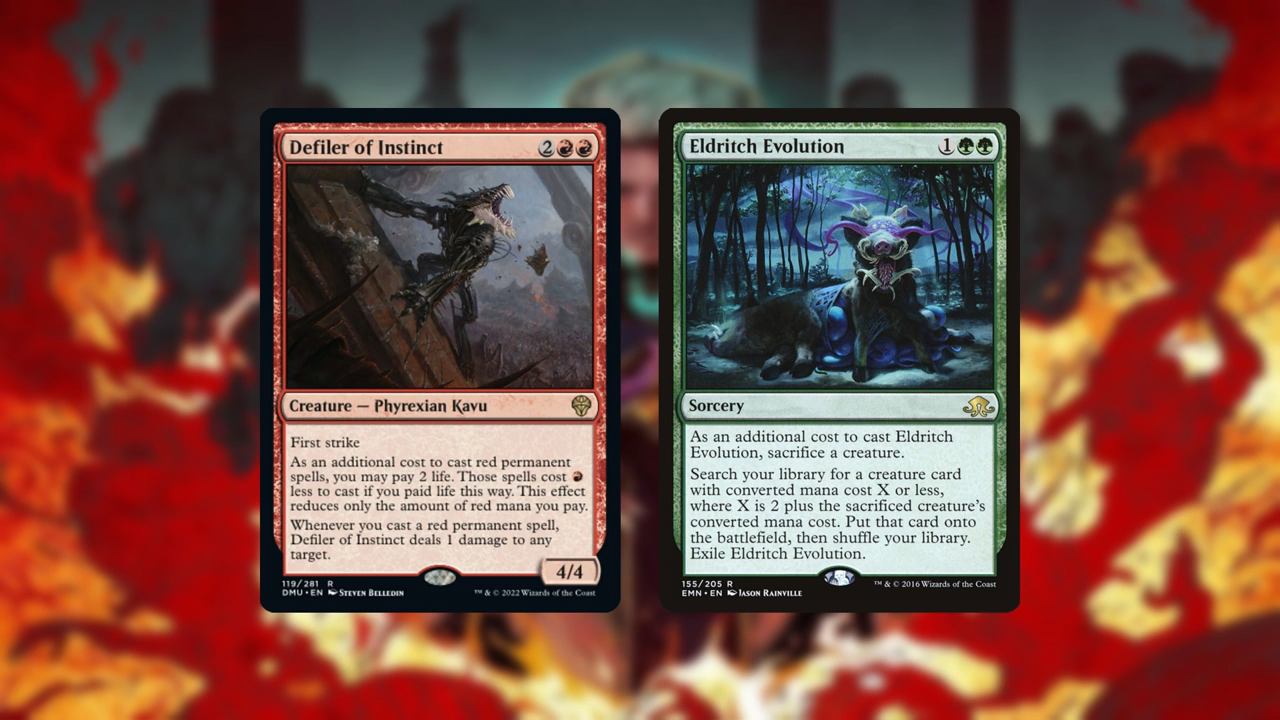 Defiler of Instinct 2
Creature — Phyrexian Kavu
First strike
As an additional cost to cast red permanent
spells, you may pay 2 life. Those spells cost
less to cast if you paid life this way. This effect
reduces only the amount of red mana you pay.
Whenever you cast a red permanent spell,
Defiler of Instinct deals 1 damage to any
target.
4/4
119/281 R
DMU • EN STEVEN BELLEDIN
™ & © 2022 Wizards of the Coast
Eldritch Evolution 1
Sorcery
As an additional cost to cast Eldritch
Evolution, sacrifice a creature.
Search your library for a creature card
with converted mana cost X or less,
where X is 2 plus the sacrificed creature's
converted mana cost. Put that card onto
the battlefield, then shuffle your library.
Exile Eldritch Evolution.
155/205 R
EMN • EN JASON RAINVILLE
™ & © 2016 Wizards of the Coast